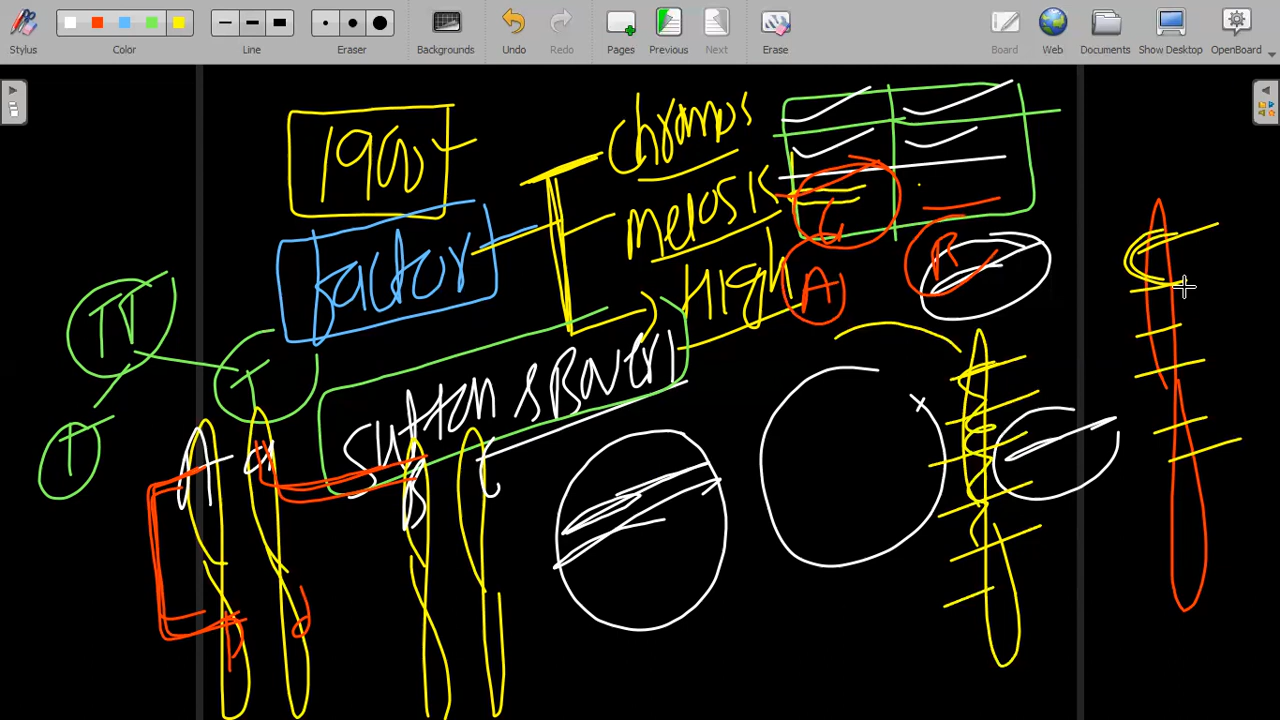 Stylus
Color
Line
Eraser
Backgrounds
Undo
Redo
Pages
Previous
Next
Erase
Board
Web
Documents
Show Desktop
OpenBoard
1900
chromos
meiosis
factor
High
C
A
R
TT
T
T
Sutton & Boveri
A
a
B
C
b